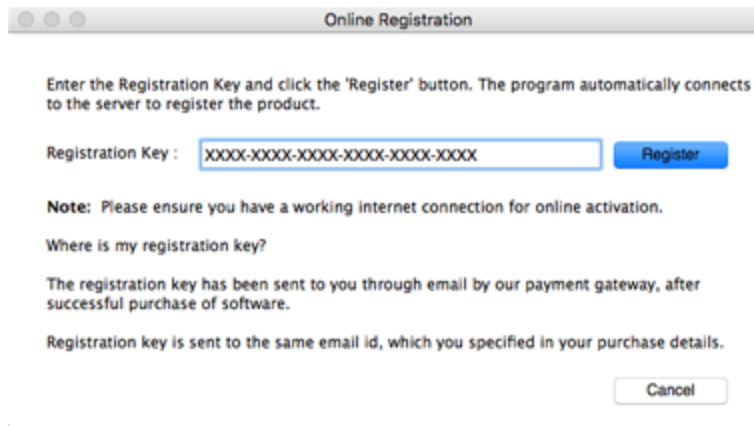 Online Registration
Enter the Registration Key and click the 'Register' button. The program automatically connects
to the server to register the product.
Registration Key :
XXXX-XXXX-XXXX-XXXX-XXXX-XXXX
Register
Note: Please ensure you have a working internet connection for online activation.
Where is my registration key?
The registration key has been sent to you through email by our payment gateway, after
successful purchase of software.
Registration key is sent to the same email id, which you specified in your purchase details.
Cancel